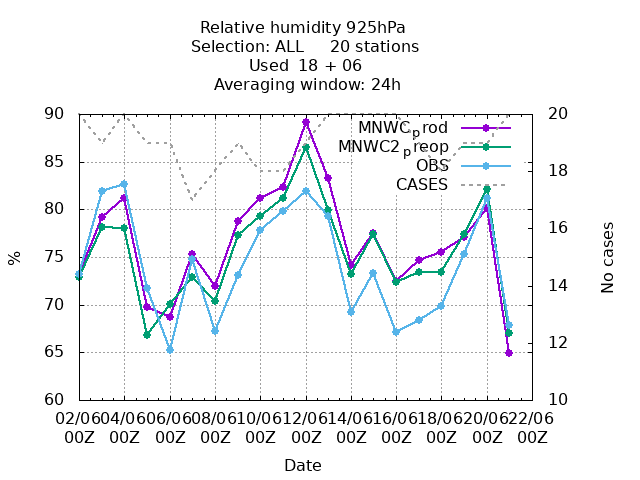 Relative humidity 925hPa
Selection: ALL 20 stations
Used 18 + 06
Averaging window: 24h
90
85
80
75
70
65
60
%
20
18
16
14
12
10
No cases
MNWC_prod
MNWC2_preop
OBS
CASES
02/06 04/06 06/06 08/06 10/06 12/06 14/06 16/06 18/06 20/06 22/06
00Z 00Z 00Z 00Z 00Z 00Z 00Z 00Z 00Z 00Z 00Z
Date